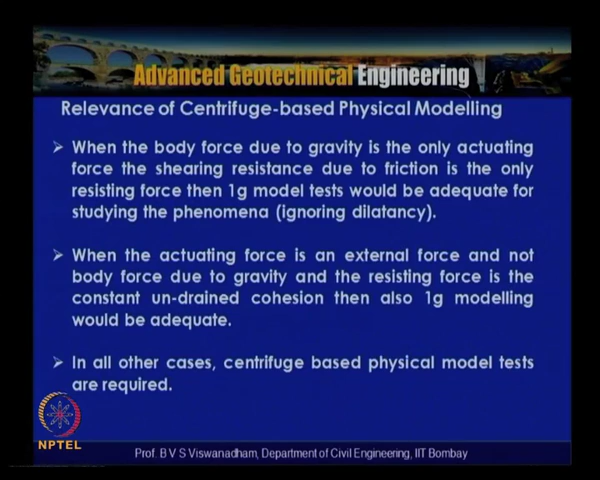 Advanced Geotechnical Engineering
Relevance of Centrifuge-based Physical Modelling
➢ When the body force due to gravity is the only actuating
force the shearing resistance due to friction is the only
resisting force then 1g model tests would be adequate for
studying the phenomena (ignoring dilatancy).
➢ When the actuating force is an external force and not
body force due to gravity and the resisting force is the
constant un-drained cohesion then also 1g modelling
would be adequate.
➢ In all other cases, centrifuge based physical model tests
are required.
NPTEL
Prof. B V S Viswanadham, Department of Civil Engineering, IIT Bombay